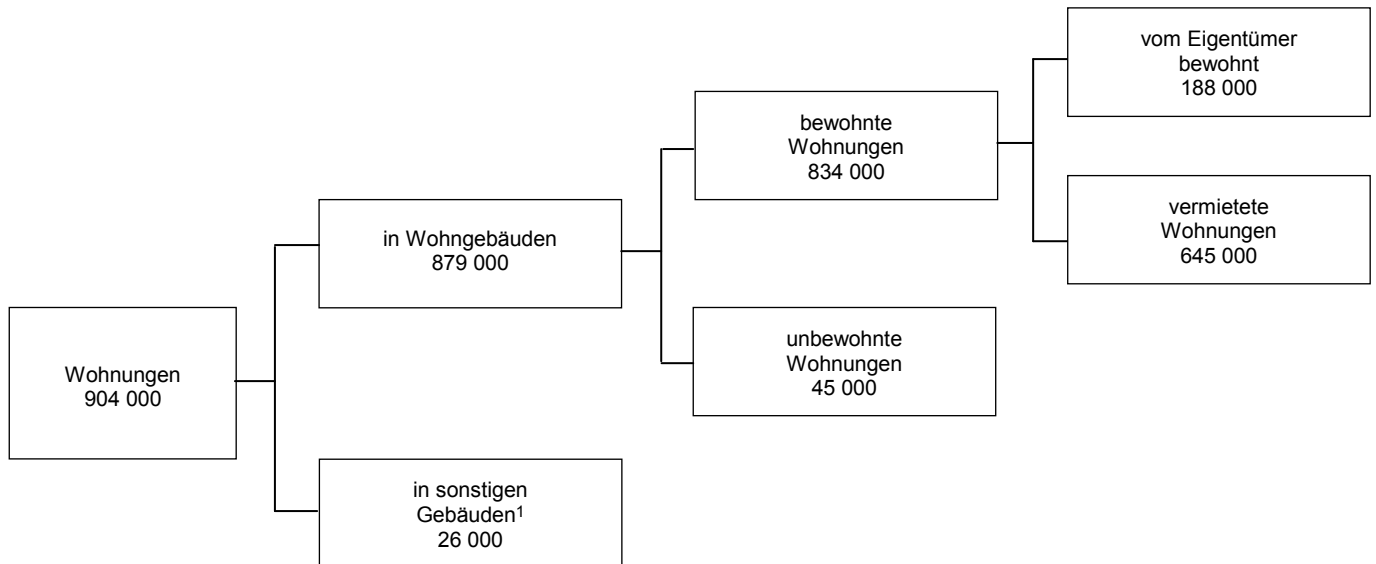 Wohnungen
904 000
in Wohngebäuden
879 000
in sonstigen
Gebäuden¹
26 000
bewohnte
Wohnungen
834 000
unbewohnte
Wohnungen
45 000
vom Eigentümer
bewohnt
188 000
vermietete
Wohnungen
645 000